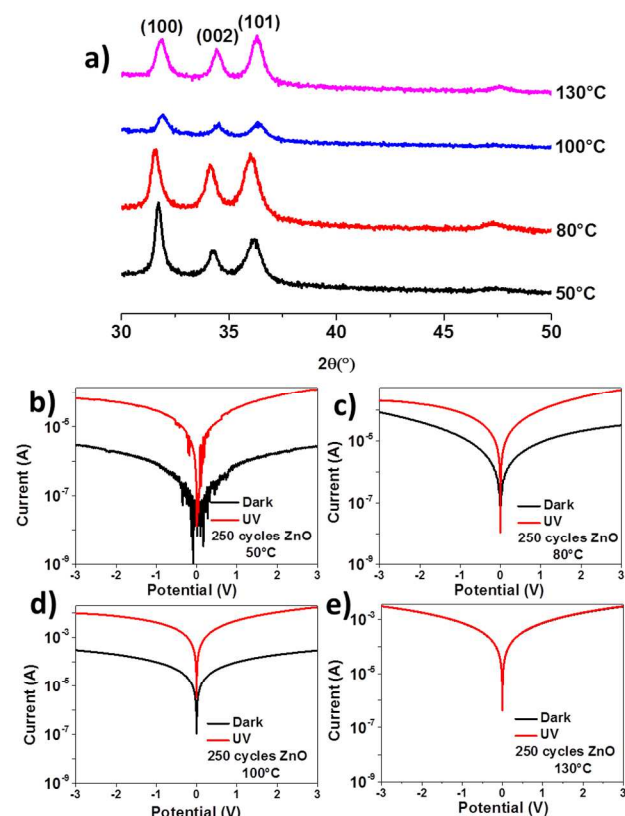 a)
(100)
(002)
(101)
130°C
100°C
80°C
50°C
30 35 40 45 50
2θ(°)
b)
Current (A)
10⁻⁵
10⁻⁷
10⁻⁹
Dark
UV
250 cycles ZnO
50°C
-3 -2 -1 0 1 2 3
Potential (V)
c)
Current (A)
10⁻⁵
10⁻⁷
10⁻⁹
Dark
UV
250 cycles ZnO
80°C
-3 -2 -1 0 1 2 3
Potential (V)
d)
Current (A)
10⁻³
10⁻⁵
10⁻⁷
10⁻⁹
Dark
UV
250 cycles ZnO
100°C
-3 -2 -1 0 1 2 3
Potential (V)
e)
Current (A)
10⁻³
10⁻⁵
10⁻⁷
10⁻⁹
Dark
UV
250 cycles ZnO
130°C
-3 -2 -1 0 1 2 3
Potential (V)